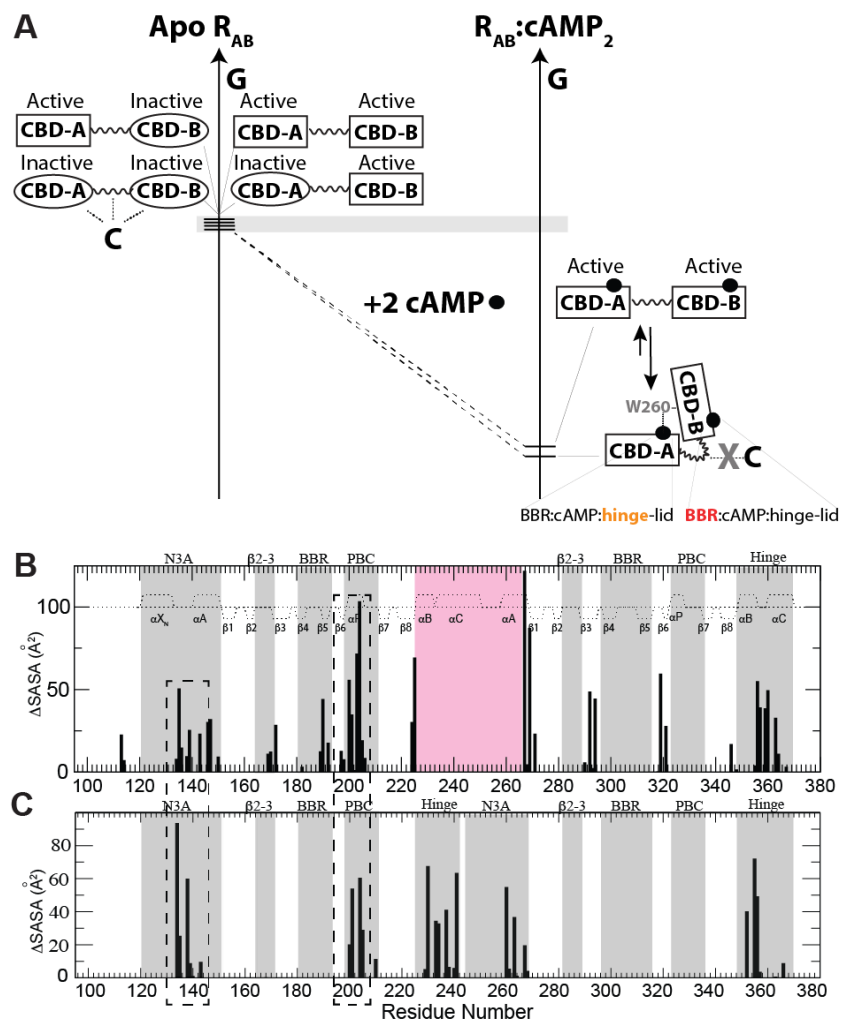 A
Apo R_AB
R_AB:cAMP_2
G
G
Active
Inactive
Active
Active
CBD-A
CBD-B
CBD-A
CBD-B
Inactive
Inactive
Inactive
Active
CBD-A
CBD-B
CBD-A
CBD-B
C
+2 cAMP
Active
Active
CBD-A
CBD-B
W260-
CBD-B
CBD-A
X
C
BBR:cAMP:hinge-lid
BBR:cAMP:hinge-lid
B
N3A
β2-3
BBR
PBC
β2-3
BBR
PBC
Hinge
ΔSASA (Å²)
100
50
0
αX_N
αA
β1
β2
β3
β4
β5
β6
αP
β7
β8
αB
αC
αA
β1
β2
β3
β4
β5
β6
αP
β7
β8
αB
αC
100 120 140 160 180 200 220 240 260 280 300 320 340 360 380
C
N3A
β2-3
BBR
PBC
Hinge
N3A
β2-3
BBR
PBC
Hinge
ΔSASA (Å²)
80
60
40
20
0
100 120 140 160 180 200 220 240 260 280 300 320 340 360 380
Residue Number